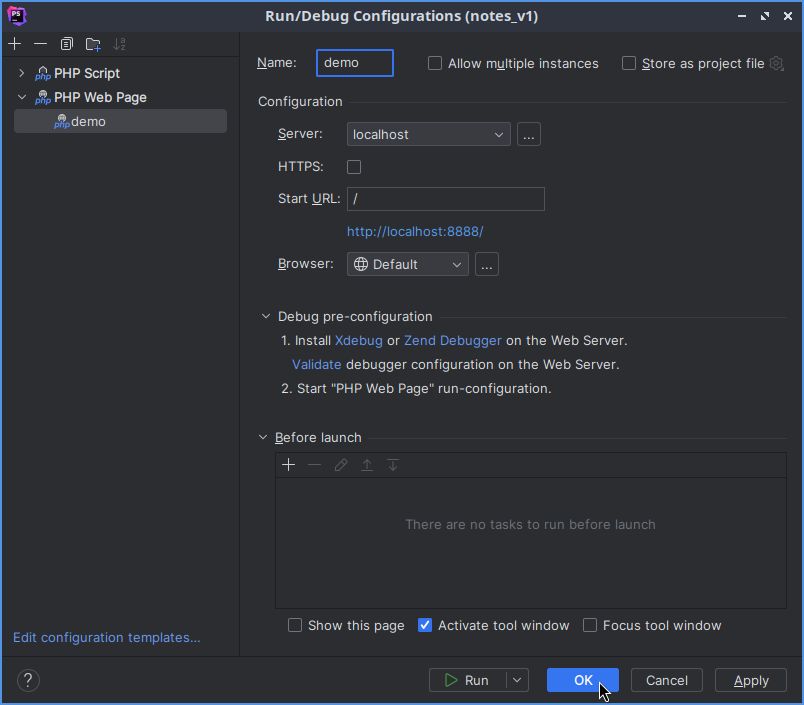 PS
Run/Debug Configurations (notes_v1)
Name: demo Allow multiple instances Store as project file
php PHP Script
php PHP Web Page
php demo
Configuration
Server: localhost ...
HTTPS:
Start URL: /
http://localhost:8888/
Browser: Default ...
Debug pre-configuration
1. Install Xdebug or Zend Debugger on the Web Server.
Validate debugger configuration on the Web Server.
2. Start "PHP Web Page" run-configuration.
Before launch
There are no tasks to run before launch
Show this page Activate tool window Focus tool window
Edit configuration templates...
? Run OK Cancel Apply